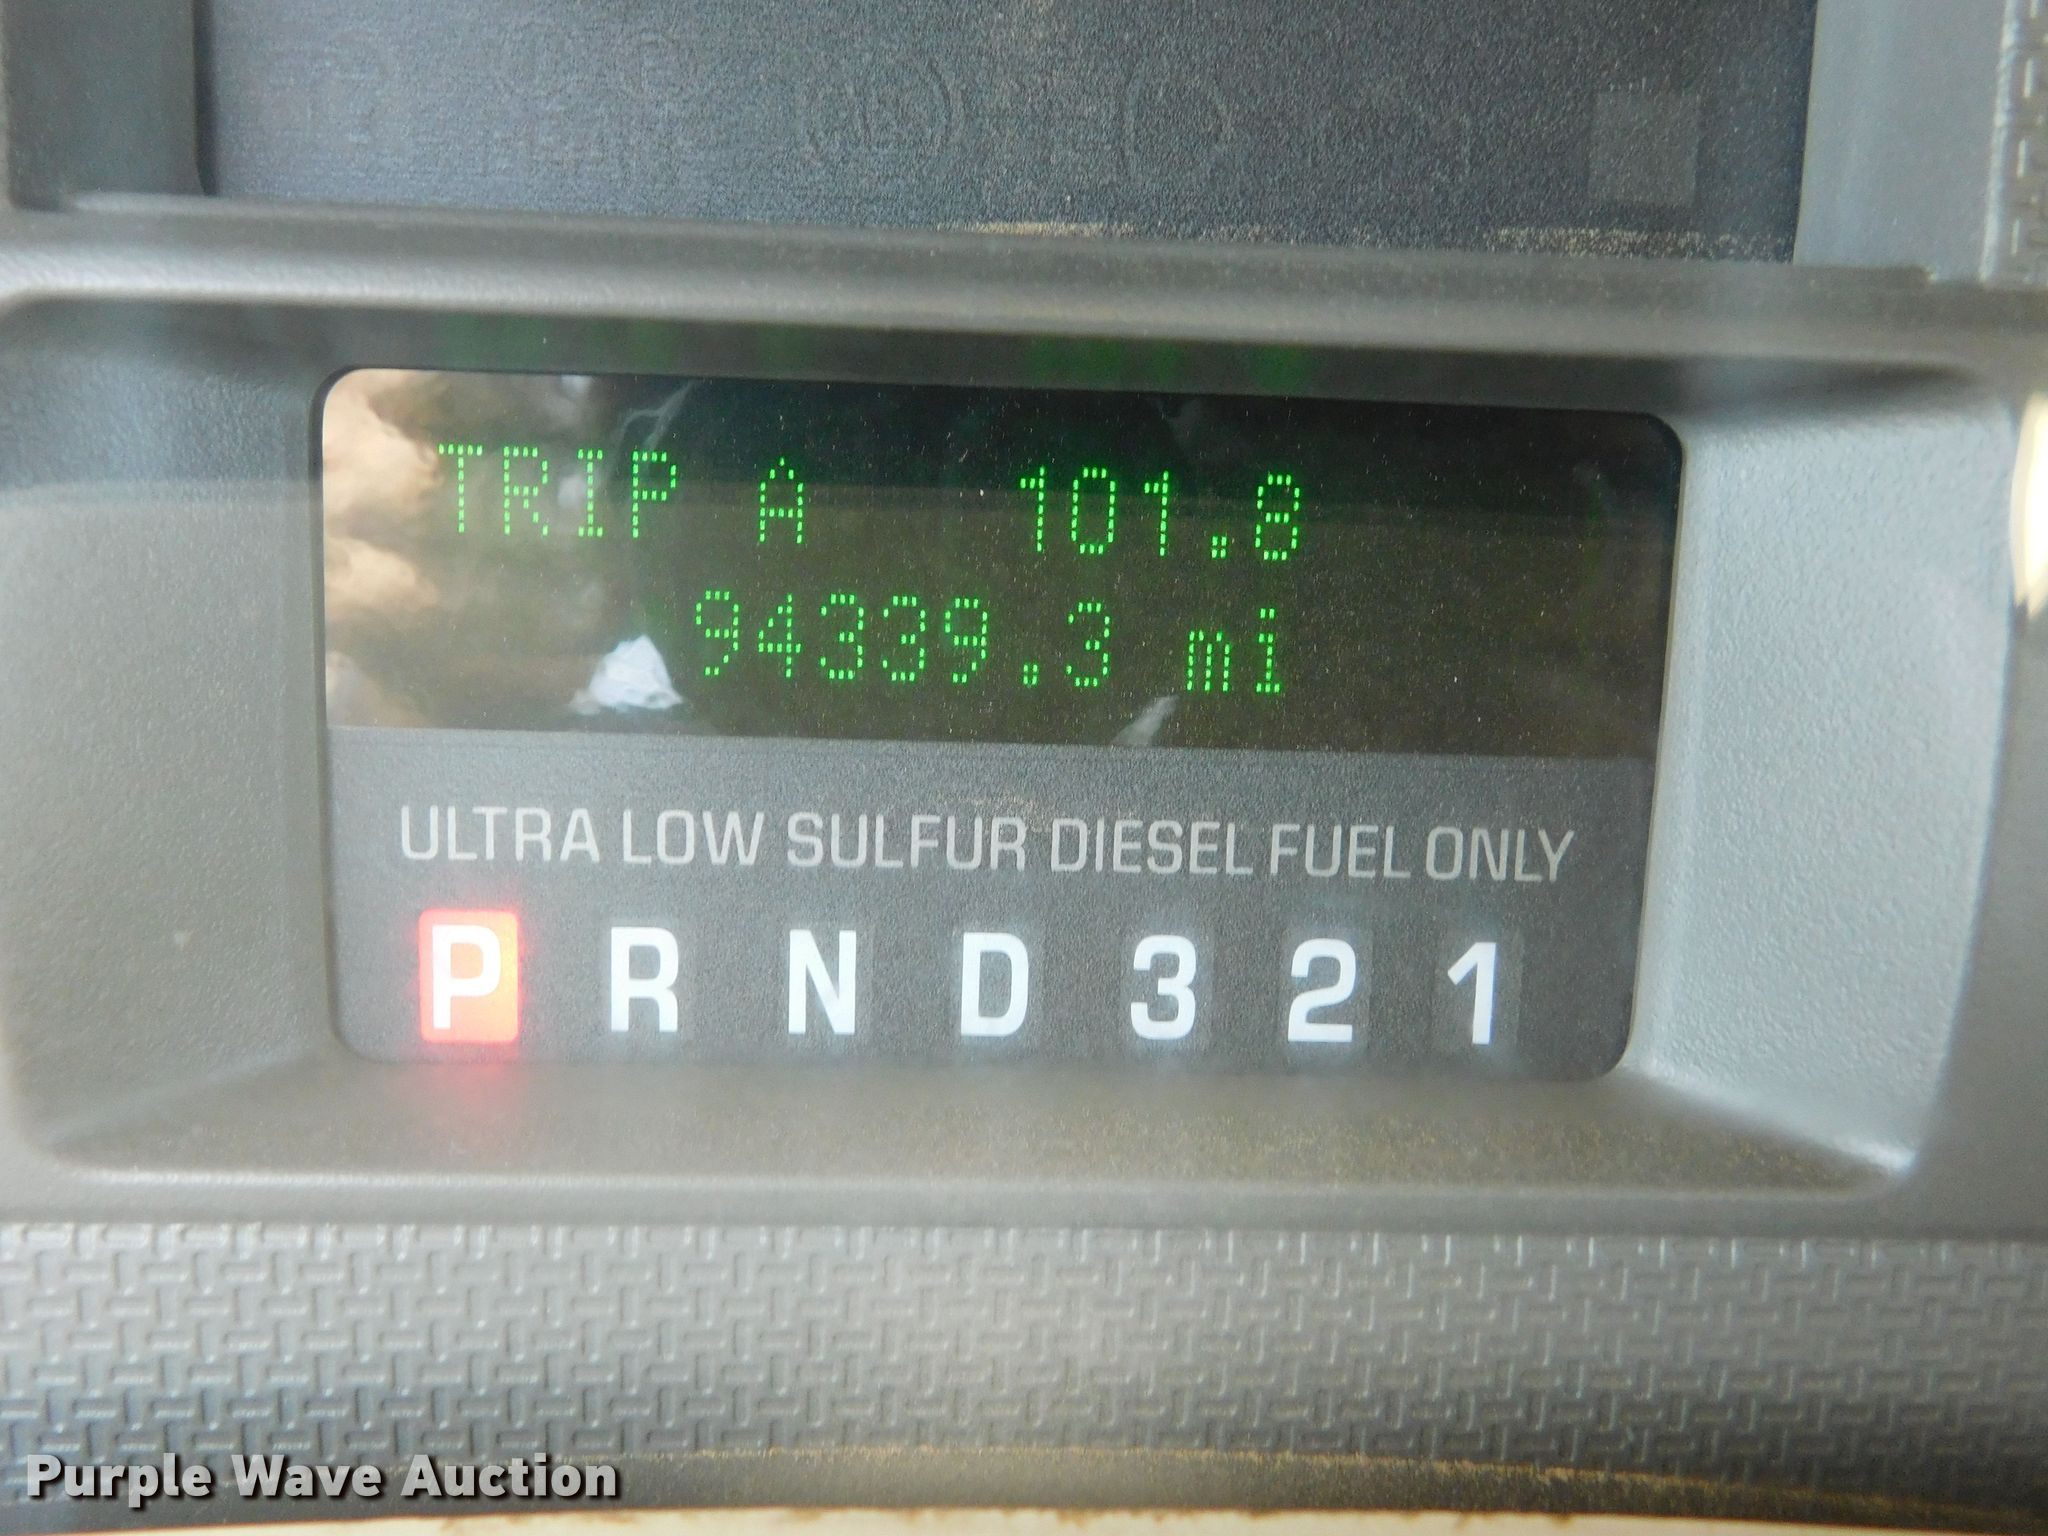 TRIP A 101.8
94339.3 mi
ULTRA LOW SULFUR DIESEL FUEL ONLY
P R N D 3 2 1
Purple Wave Auction